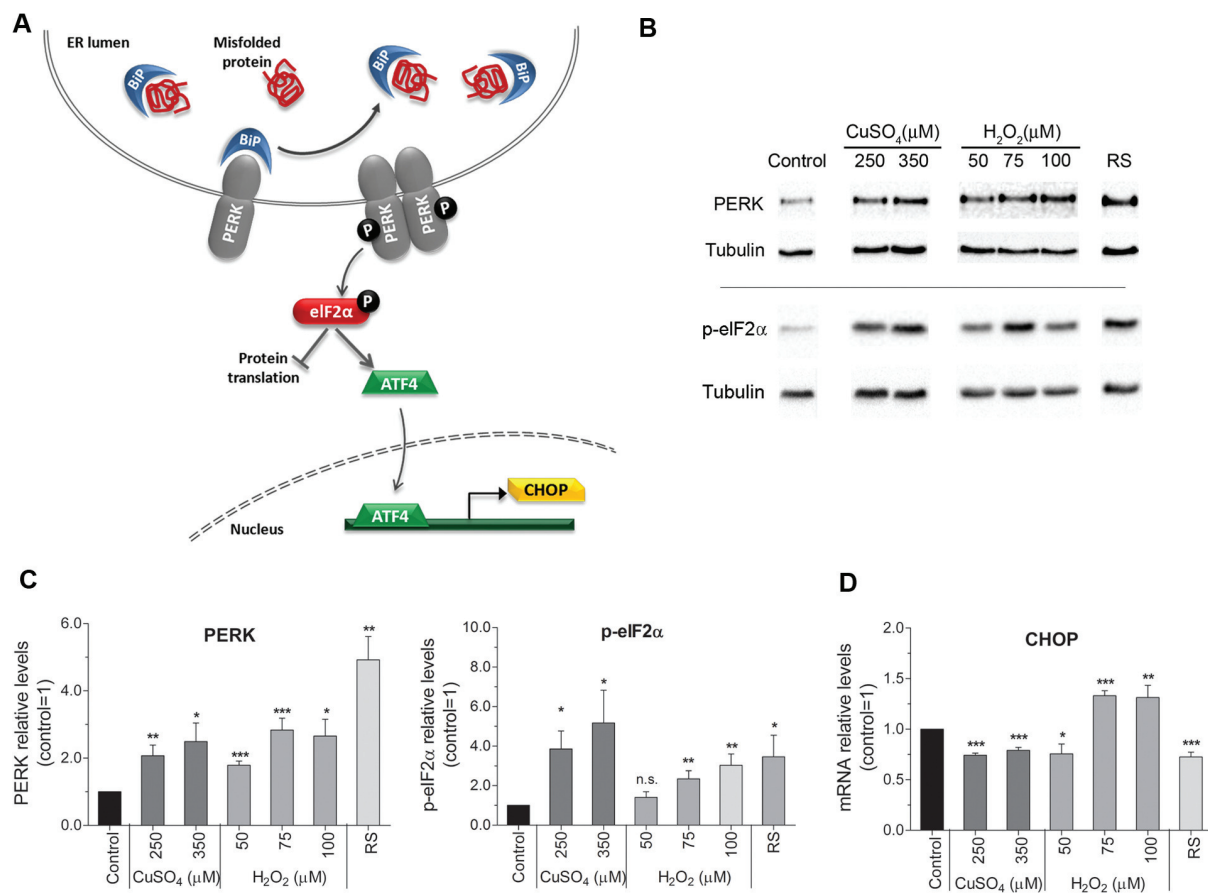 A
ER lumen
Misfolded
protein
BiP
BiP
BiP
BiP
PERK
PERK
PERK
P
P
P
eIF2α
Protein
translation
ATF4
Nucleus
ATF4
CHOP
B
CuSO₄(µM)
H₂O₂(µM)
Control 250 350 50 75 100 RS
PERK
Tubulin
p-eIF2α
Tubulin
C
PERK
PERK relative levels
(control=1)
6.0
4.0
2.0
0.0
** * *** *** * **
Control 250 350 50 75 100 RS
CuSO₄ (µM) H₂O₂ (µM)
p-eIF2α
p-eIF2α relative levels
(control=1)
10.0
8.0
6.0
4.0
2.0
0.0
* * n.s. ** ** *
Control 250 350 50 75 100 RS
CuSO₄ (µM) H₂O₂ (µM)
D
CHOP
mRNA relative levels
(control=1)
2.0
1.5
1.0
0.5
0.0
*** *** * *** ** ***
Control 250 350 50 75 100 RS
CuSO₄ (µM) H₂O₂ (µM)